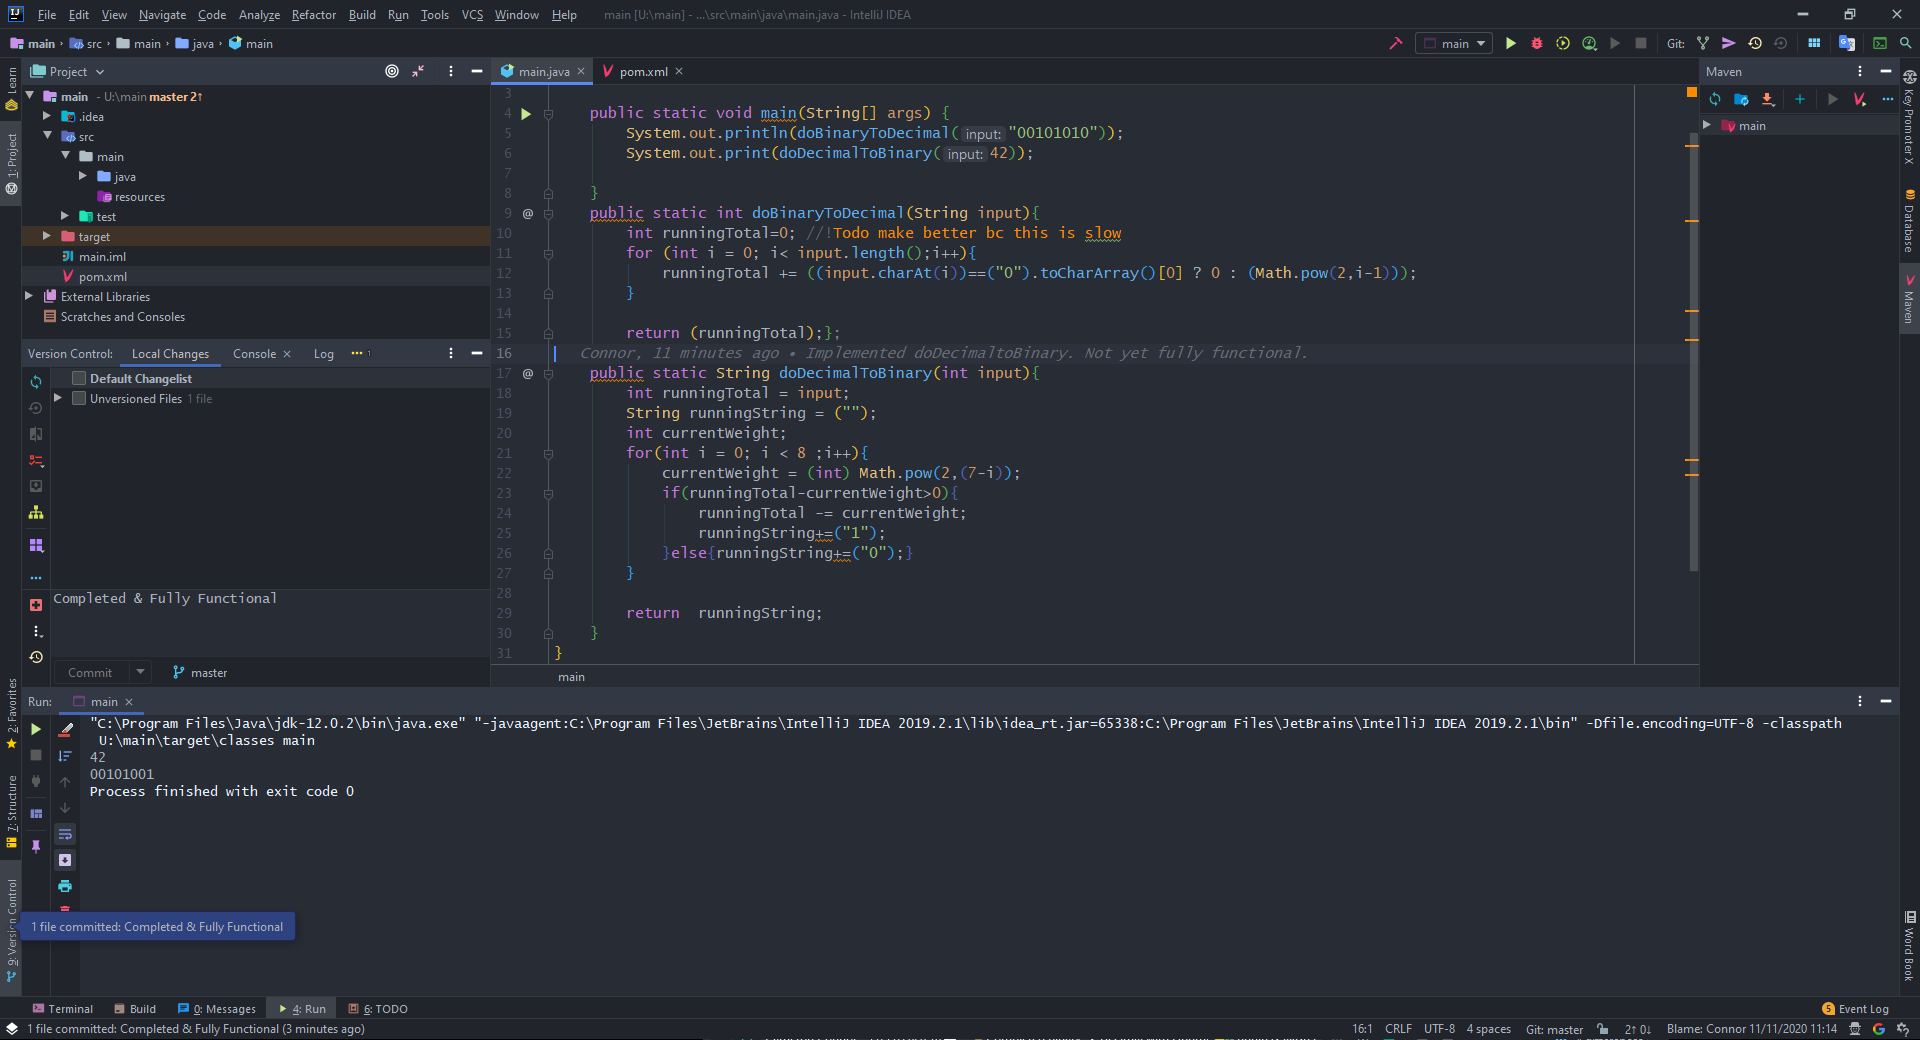 File Edit View Navigate Code Analyze Refactor Build Run Tools VCS Window Help main [U:\main] - ...\src\main\java\main.java - IntelliJ IDEA
main src main java main
main Git:
Learn
1: Project
Project
main - U:\main master 2↑
.idea
src
main
java
resources
test
target
main.iml
pom.xml
External Libraries
Scratches and Consoles
Version Control: Local Changes Console × Log ••• 1
Default Changelist
Unversioned Files 1 file
Completed & Fully Functional
Commit master
main.java × pom.xml ×
3
4 public static void main(String[] args) {
5 System.out.println(doBinaryToDecimal( input: "00101010"));
6 System.out.print(doDecimalToBinary( input: 42));
7
8 }
9 @ public static int doBinaryToDecimal(String input){
10 int runningTotal=0; //!Todo make better bc this is slow
11 for (int i = 0; i< input.length();i++){
12 runningTotal += ((input.charAt(i))==("0").toCharArray()[0] ? 0 : (Math.pow(2,i-1)));
13 }
14
15 return (runningTotal);};
16 Connor, 11 minutes ago • Implemented doDecimaltoBinary. Not yet fully functional.
17 @ public static String doDecimalToBinary(int input){
18 int runningTotal = input;
19 String runningString = ("");
20 int currentWeight;
21 for(int i = 0; i < 8 ;i++){
22 currentWeight = (int) Math.pow(2,(7-i));
23 if(runningTotal-currentWeight>0){
24 runningTotal -= currentWeight;
25 runningString+=("1");
26 }else{runningString+=("0");}
27 }
28
29 return runningString;
30 }
31 }
main
Maven
main
Key Promoter X
Database
Maven
Word Book
2: Favorites
7: Structure
9: Version Control
Run: main ×
"C:\Program Files\Java\jdk-12.0.2\bin\java.exe" "-javaagent:C:\Program Files\JetBrains\IntelliJ IDEA 2019.2.1\lib\idea_rt.jar=65338:C:\Program Files\JetBrains\IntelliJ IDEA 2019.2.1\bin" -Dfile.encoding=UTF-8 -classpath
U:\main\target\classes main
42
00101001
Process finished with exit code 0
1 file committed: Completed & Fully Functional
Terminal Build 0: Messages 4: Run 6: TODO 5 Event Log
1 file committed: Completed & Fully Functional (3 minutes ago) 16:1 CRLF UTF-8 4 spaces Git: master 2↑ 0↓ Blame: Connor 11/11/2020 11:14